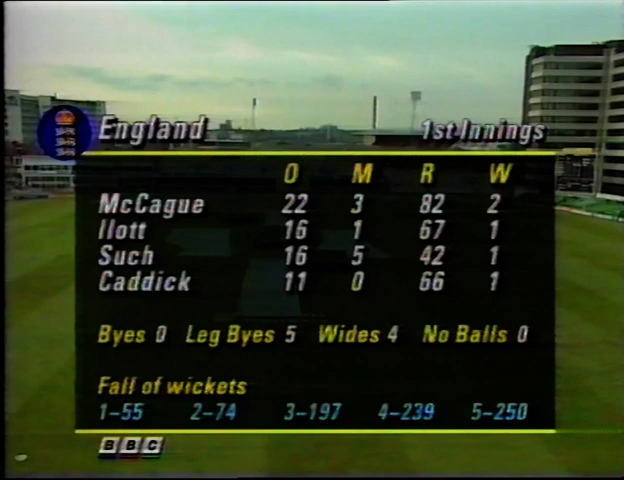 England 1st Innings
O M R W
McCague 22 3 82 2
Ilott 16 1 67 1
Such 16 5 42 1
Caddick 11 0 66 1
Byes 0 Leg Byes 5 Wides 4 No Balls 0
Fall of wickets
1-55 2-74 3-197 4-239 5-250
BBC